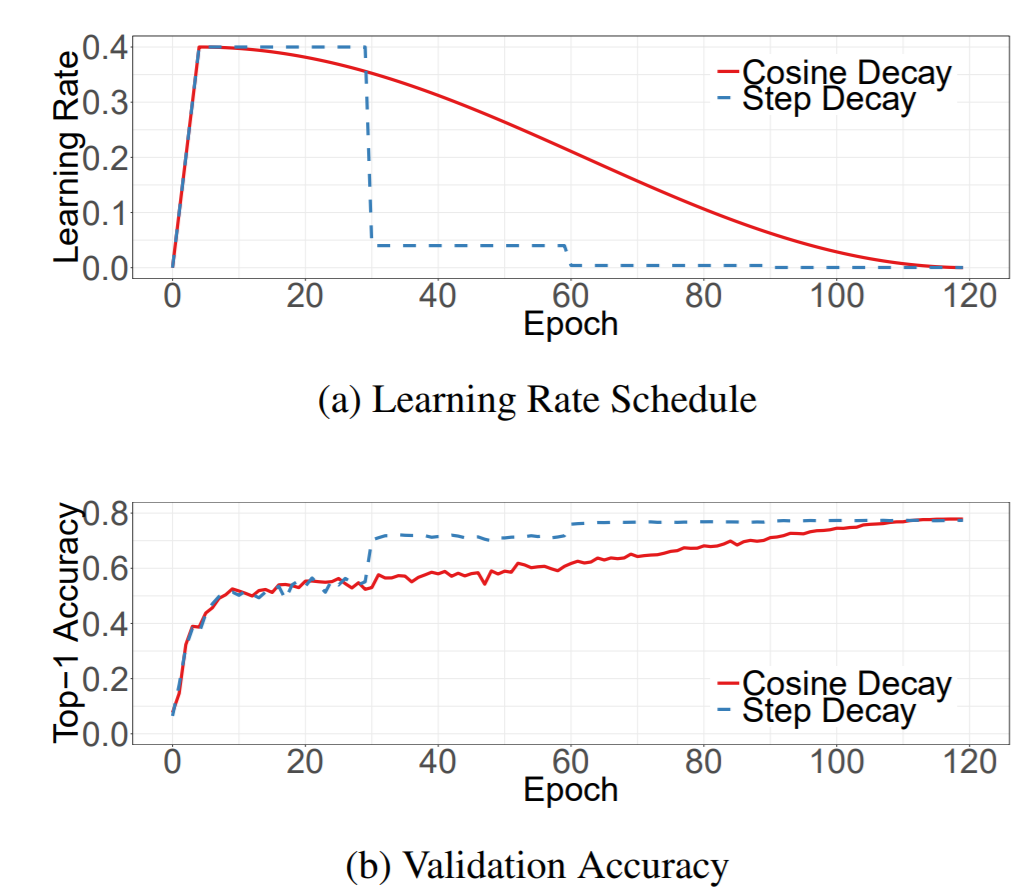 Learning Rate
0.4
0.3
0.2
0.1
0.0
Cosine Decay
Step Decay
0 20 40 60 80 100 120
Epoch
(a) Learning Rate Schedule
Top−1 Accuracy
0.8
0.6
0.4
0.2
0.0
Cosine Decay
Step Decay
0 20 40 60 80 100 120
Epoch
(b) Validation Accuracy